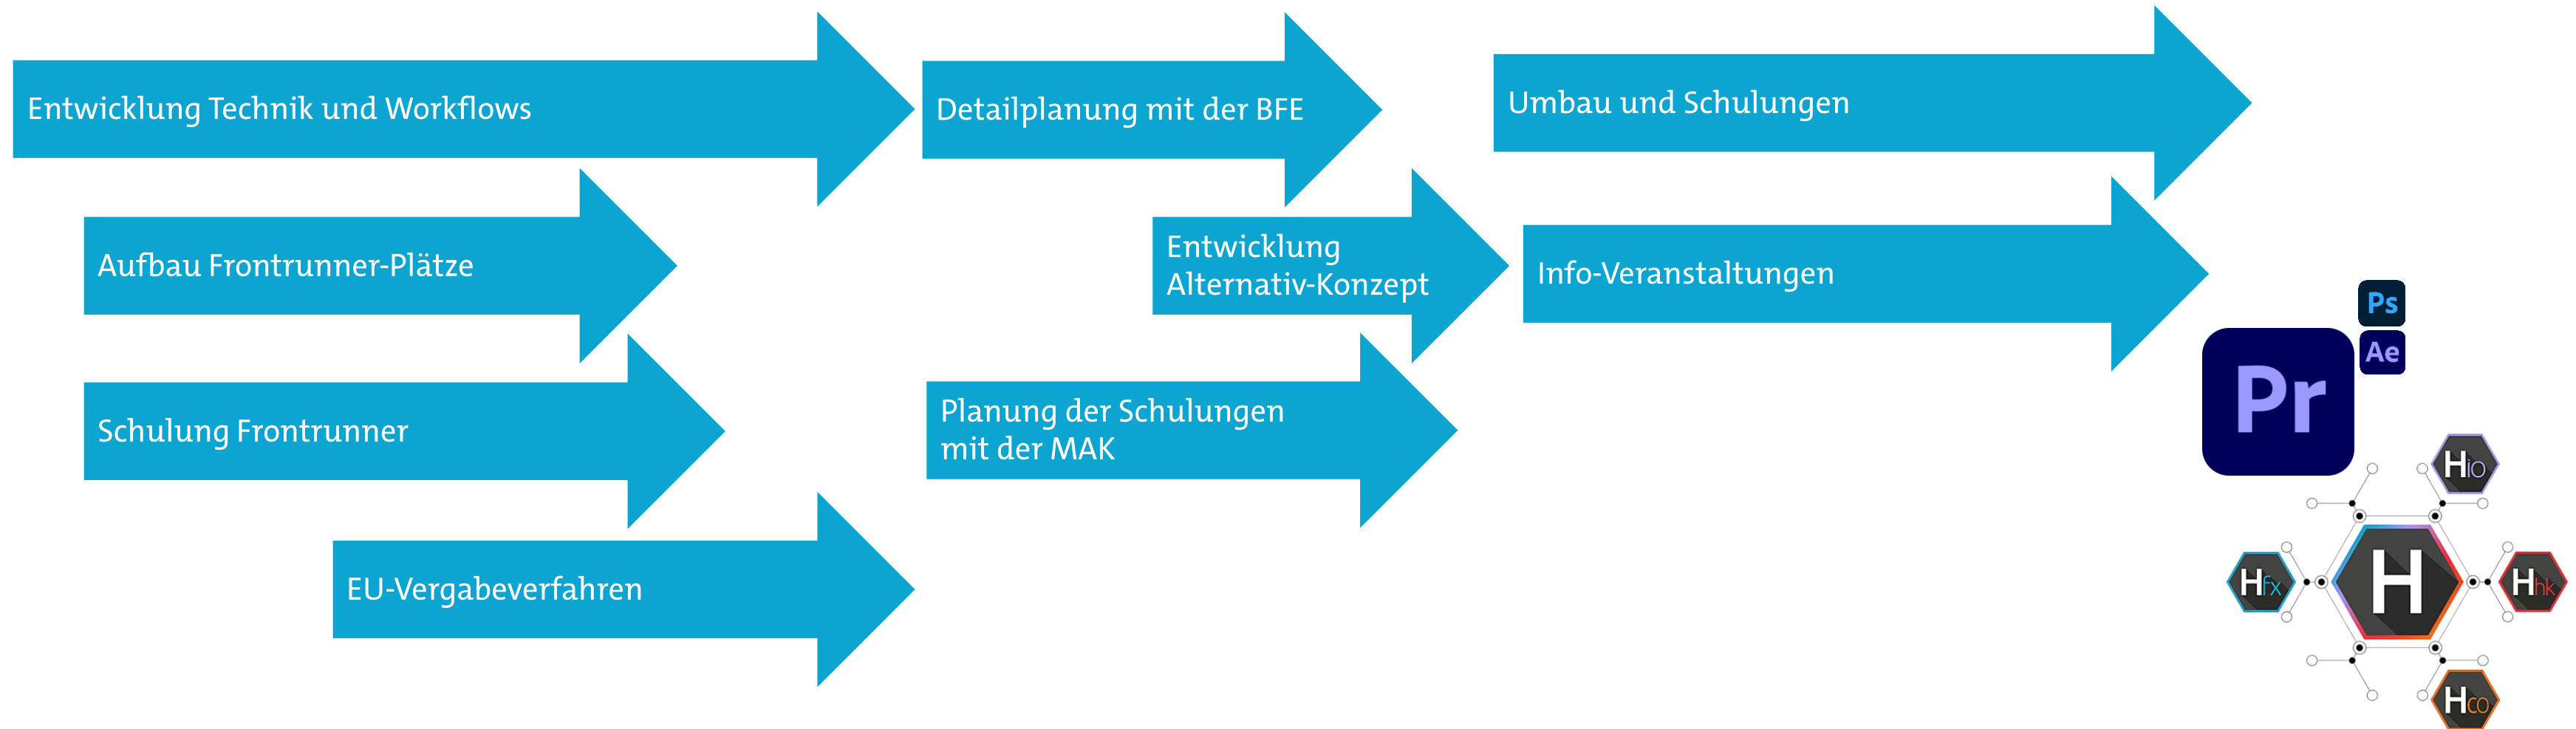 Entwicklung Technik und Workflows
Detailplanung mit der BFE
Umbau und Schulungen
Aufbau Frontrunner-Plätze
Entwicklung
Alternativ-Konzept
Info-Veranstaltungen
Schulung Frontrunner
Planung der Schulungen
mit der MAK
EU-Vergabeverfahren
Ps
Ae
Pr
Hio
Hfx
H
Hhk
Hco